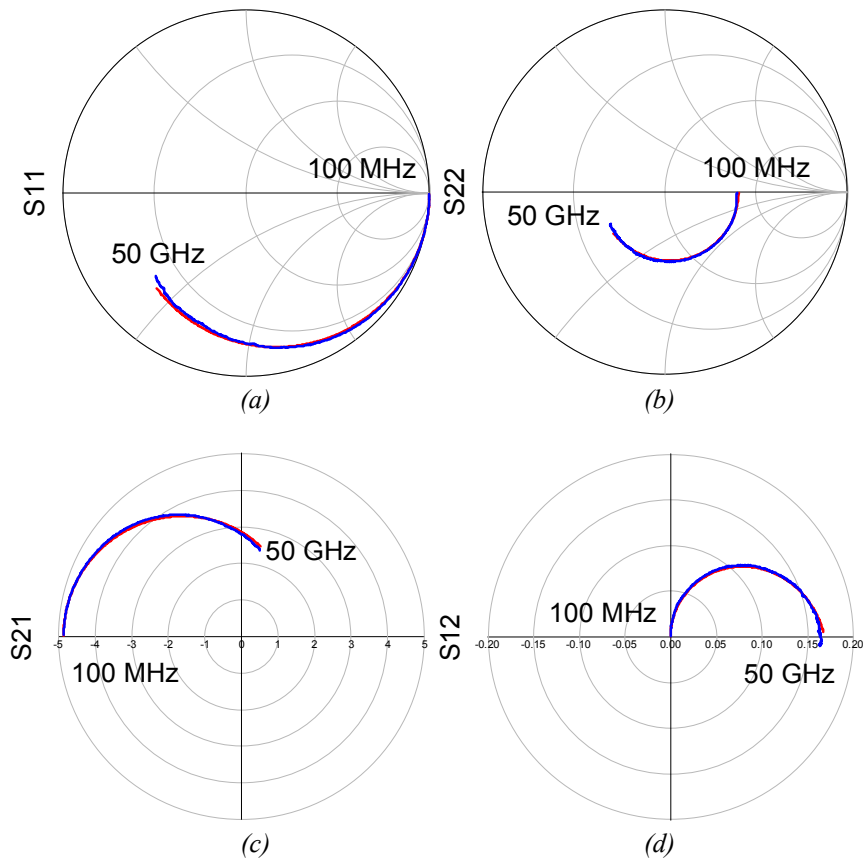 S11
100 MHz
50 GHz
(a)
S22
100 MHz
50 GHz
(b)
S21
50 GHz
-5 -4 -3 -2 -1 0 1 2 3 4 5
100 MHz
(c)
S12
100 MHz
-0.20 -0.15 -0.10 -0.05 0.00 0.05 0.10 0.15 0.20
50 GHz
(d)